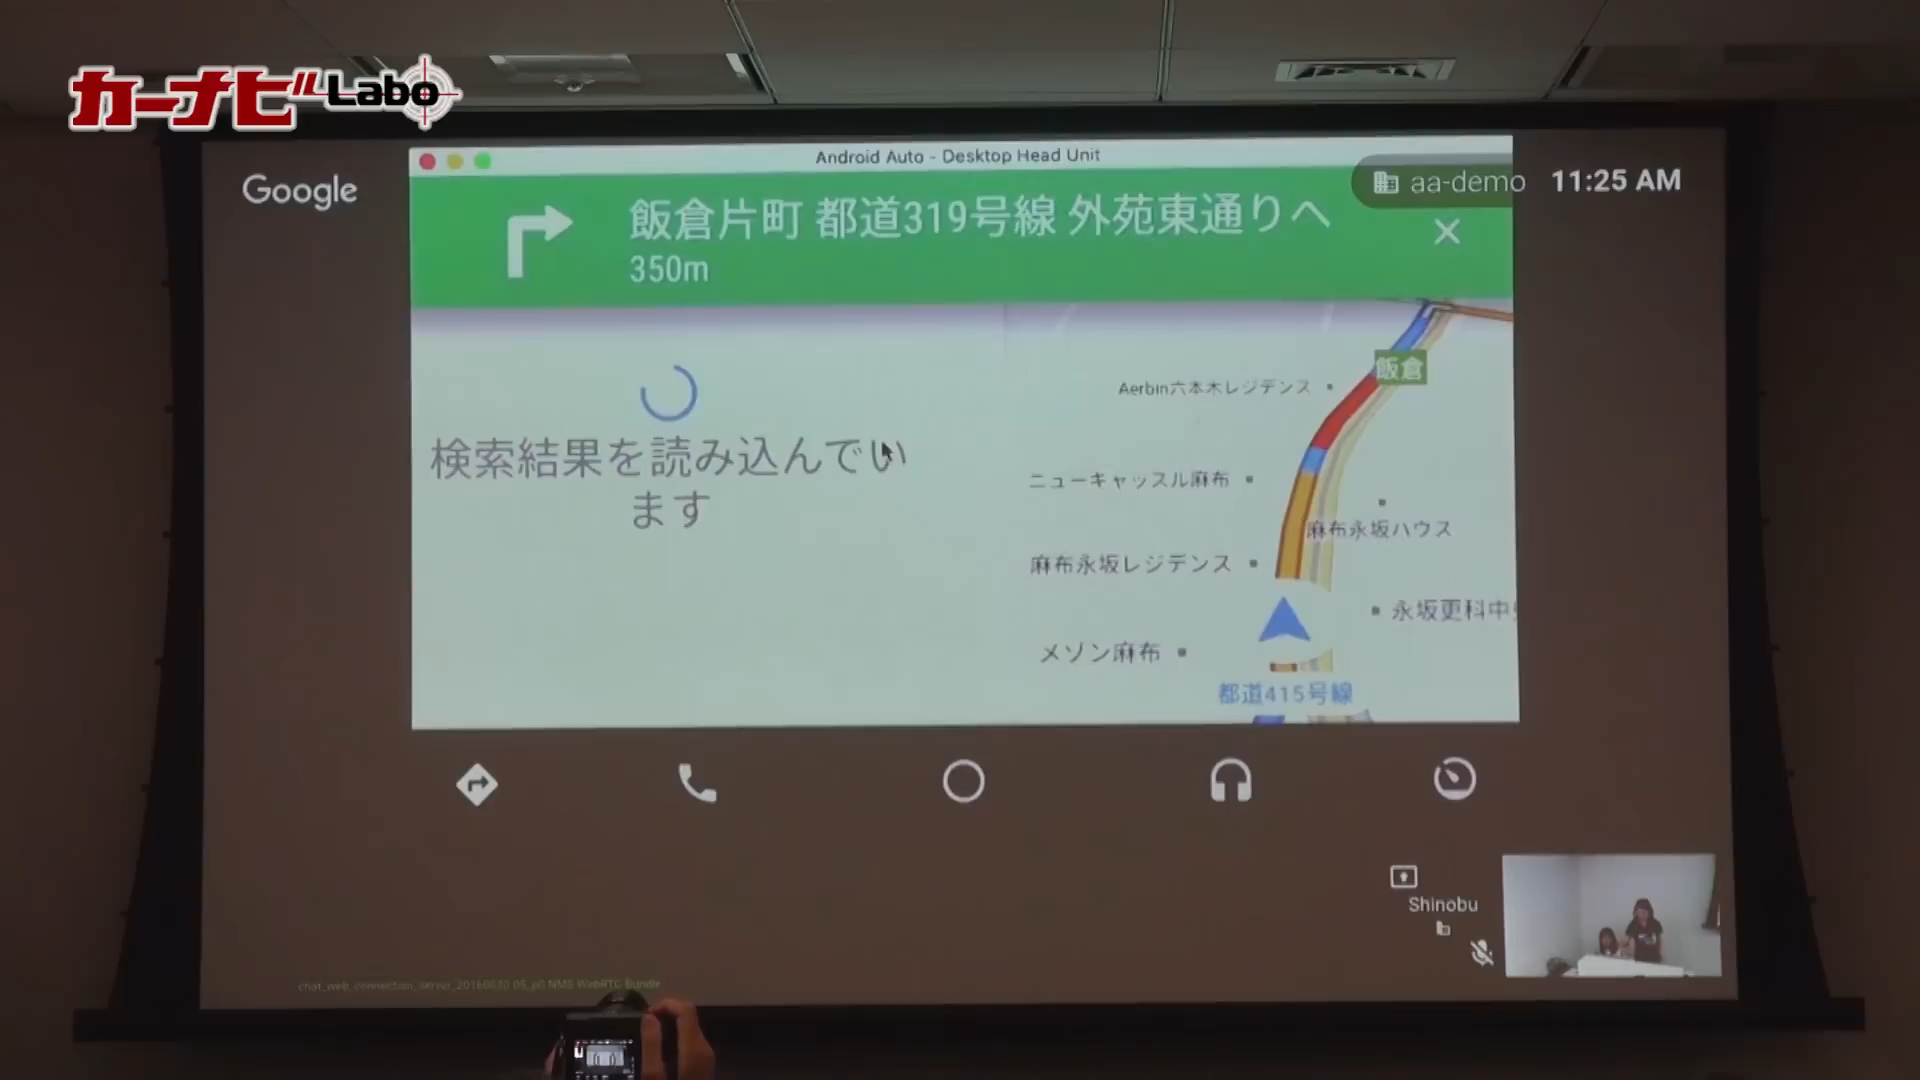 カーナビLabo
Google
Android Auto - Desktop Head Unit
aa-demo
11:25 AM
飯倉片町 都道319号線 外苑東通りへ
350m
検索結果を読み込んでい
ます
飯倉
Aerbin六本木レジデンス
ニューキャッスル麻布
麻布永坂ハウス
麻布永坂レジデンス
永坂更科中
メゾン麻布
都道415号線
Shinobu